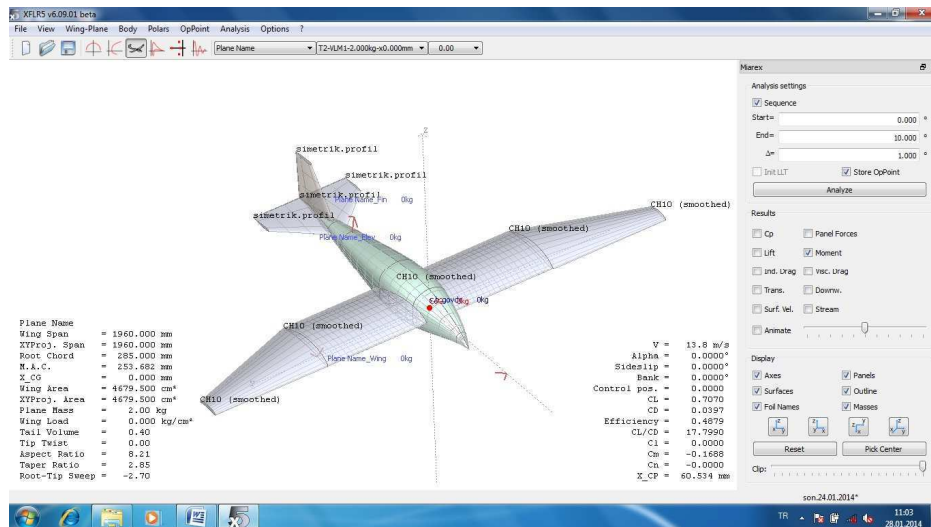 XFLR5 v6.09.01 beta
File View Wing-Plane Body Polars OpPoint Analysis Options ?
Plane Name T2-VLM1-2.000kg-x0.000mm 0.00
Miarex
Analysis settings
Sequence
Start= 0.000 °
End= 10.000 °
Δ= 1.000 °
Init LLT Store OpPoint
Analyze
Results
Cp Panel Forces
Lift Moment
Ind. Drag Visc. Drag
Trans. Downw.
Surf. Vel. Stream
Animate
Display
Axes Panels
Surfaces Outline
Foil Names Masses
Reset Pick Center
Clip:
son.24.01.2014*
z
simetrik.profil
simetrik.profil
simetrik.profil
Plane Name_Fin 0kg
simetrik.profil
Plane Name_Elev 0kg
CH10 (smoothed)
CH10 (smoothed)
CH10 (smoothed)
0kg
CH10 (smoothed)
Plane Name_Wing 0kg
CH10 (smoothed)
Plane Name
Wing Span = 1960.000 mm
XYProj. Span = 1960.000 mm
Root Chord = 285.000 mm
M.A.C. = 253.682 mm
X_CG = 0.000 mm
Wing Area = 4679.500 cm²
XYProj. Area = 4679.500 cm²
Plane Mass = 2.00 kg
Wing Load = 0.000 kg/cm²
Tail Volume = 0.40
Tip Twist = 0.00
Aspect Ratio = 8.21
Taper Ratio = 2.85
Root-Tip Sweep = -2.70
V = 13.8 m/s
Alpha = 0.0000°
Sideslip = 0.0000°
Bank = 0.0000°
Control pos. = 0.0000
CL = 0.7070
CD = 0.0397
Efficiency = 0.4879
CL/CD = 17.7990
Cl = 0.0000
Cm = -0.1688
Cn = -0.0000
X_CP = 60.534 mm
TR 11:03
28.01.2014